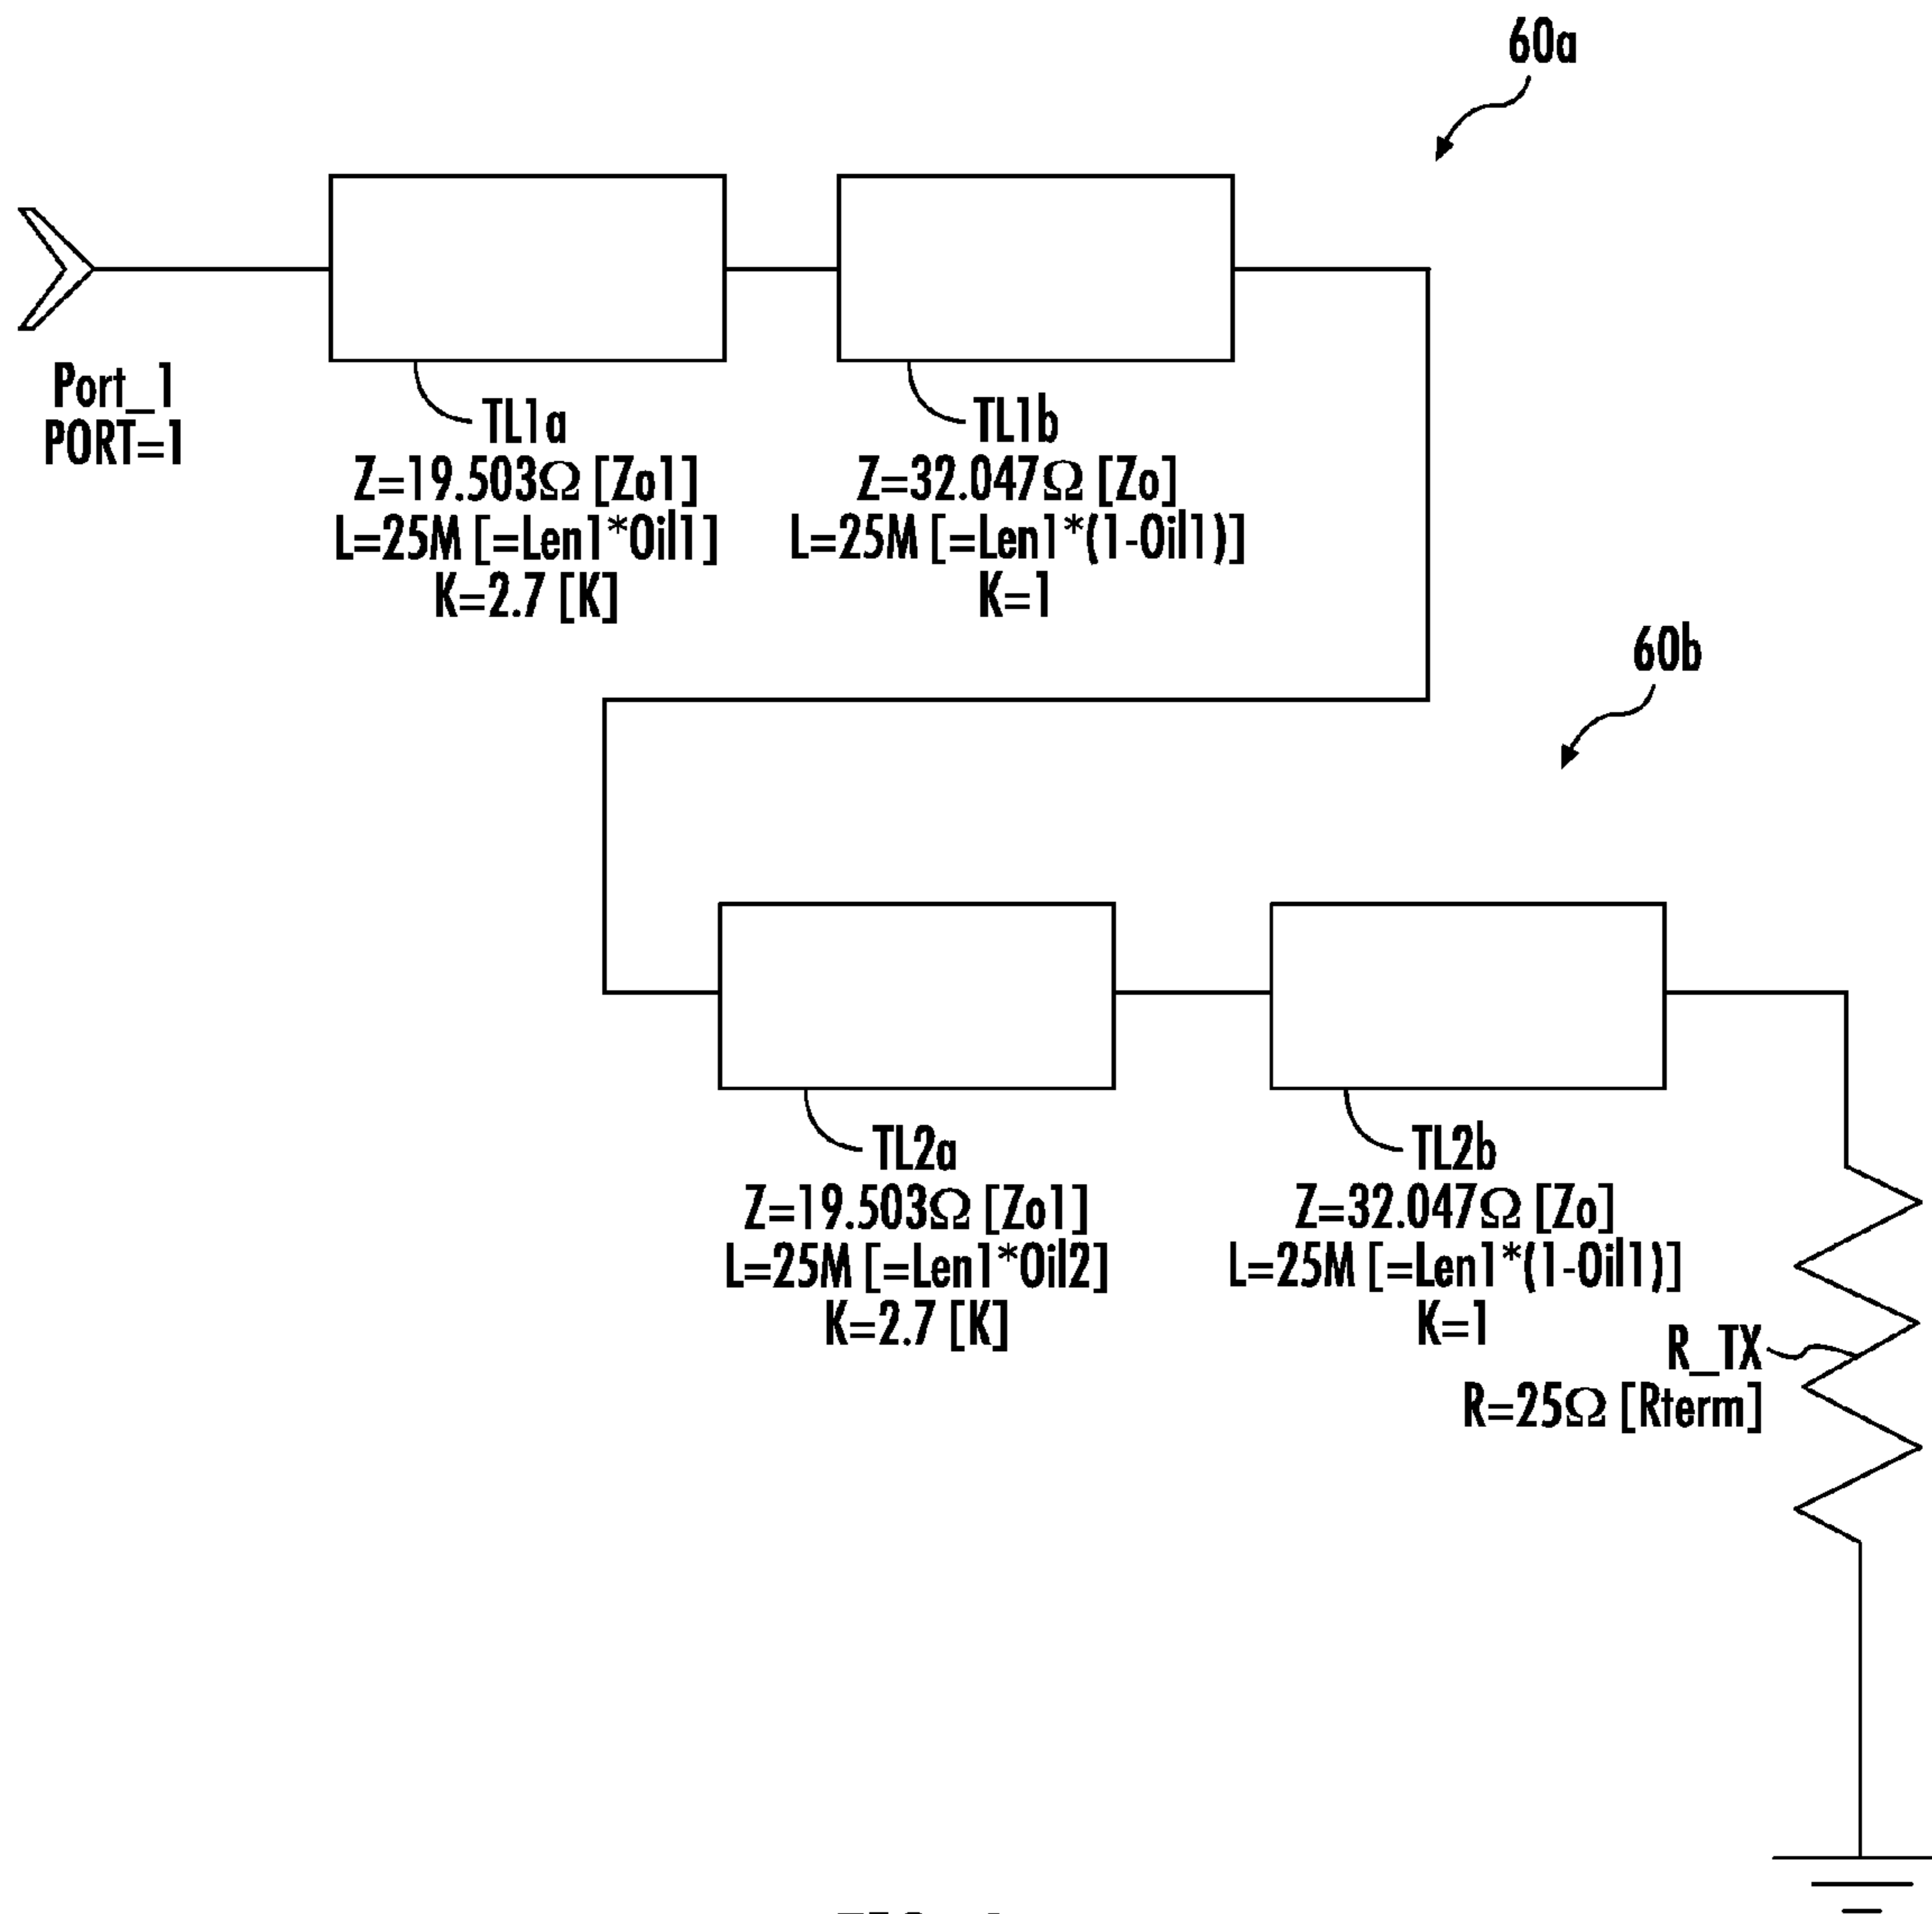 60a
Port_1
PORT=1
TL1a
Z=19.503Ω [Zo1]
L=25M [=Len1*Oil1]
K=2.7 [K]
TL1b
Z=32.047Ω [Zo]
L=25M [=Len1*(1-Oil1)]
K=1
60b
TL2a
Z=19.503Ω [Zo1]
L=25M [=Len1*Oil2]
K=2.7 [K]
TL2b
Z=32.047Ω [Zo]
L=25M [=Len1*(1-Oil1)]
K=1
R_TX
R=25Ω [Rterm]